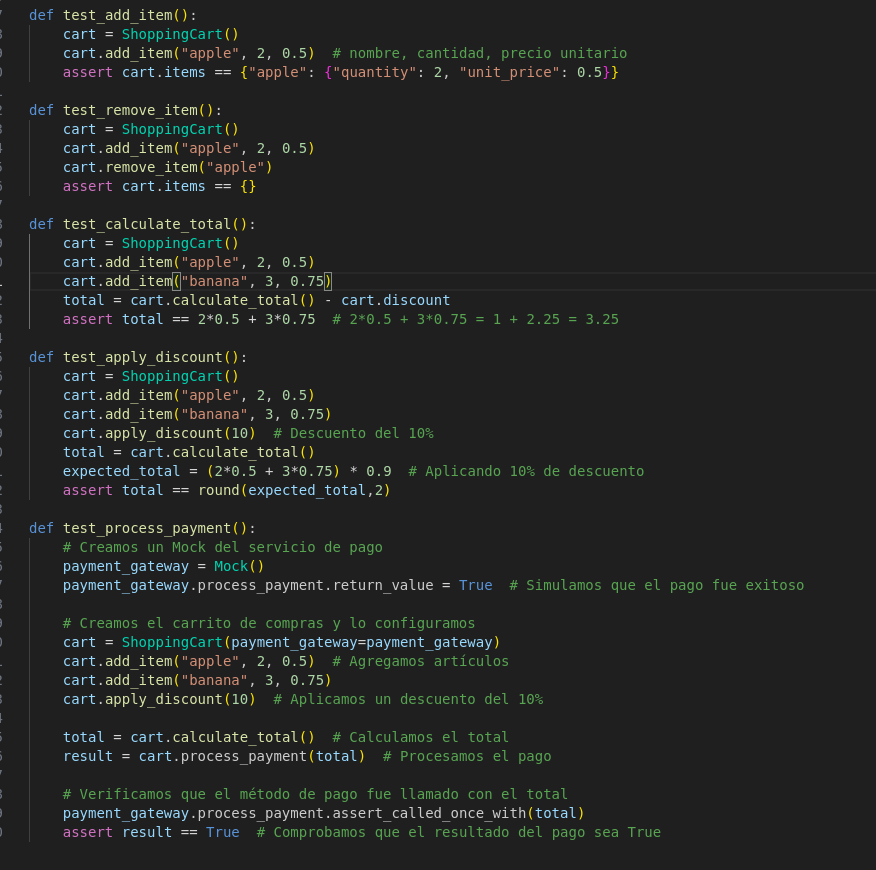 def test_add_item():
    cart = ShoppingCart()
    cart.add_item("apple", 2, 0.5)  # nombre, cantidad, precio unitario
    assert cart.items == {"apple": {"quantity": 2, "unit_price": 0.5}}

def test_remove_item():
    cart = ShoppingCart()
    cart.add_item("apple", 2, 0.5)
    cart.remove_item("apple")
    assert cart.items == {}

def test_calculate_total():
    cart = ShoppingCart()
    cart.add_item("apple", 2, 0.5)
    cart.add_item("banana", 3, 0.75)
    total = cart.calculate_total() - cart.discount
    assert total == 2*0.5 + 3*0.75  # 2*0.5 + 3*0.75 = 1 + 2.25 = 3.25

def test_apply_discount():
    cart = ShoppingCart()
    cart.add_item("apple", 2, 0.5)
    cart.add_item("banana", 3, 0.75)
    cart.apply_discount(10)  # Descuento del 10%
    total = cart.calculate_total()
    expected_total = (2*0.5 + 3*0.75) * 0.9  # Aplicando 10% de descuento
    assert total == round(expected_total,2)

def test_process_payment():
    # Creamos un Mock del servicio de pago
    payment_gateway = Mock()
    payment_gateway.process_payment.return_value = True  # Simulamos que el pago fue exitoso

    # Creamos el carrito de compras y lo configuramos
    cart = ShoppingCart(payment_gateway=payment_gateway)
    cart.add_item("apple", 2, 0.5)  # Agregamos artículos
    cart.add_item("banana", 3, 0.75)
    cart.apply_discount(10)  # Aplicamos un descuento del 10%

    total = cart.calculate_total()  # Calculamos el total
    result = cart.process_payment(total)  # Procesamos el pago

    # Verificamos que el método de pago fue llamado con el total
    payment_gateway.process_payment.assert_called_once_with(total)
    assert result == True  # Comprobamos que el resultado del pago sea True